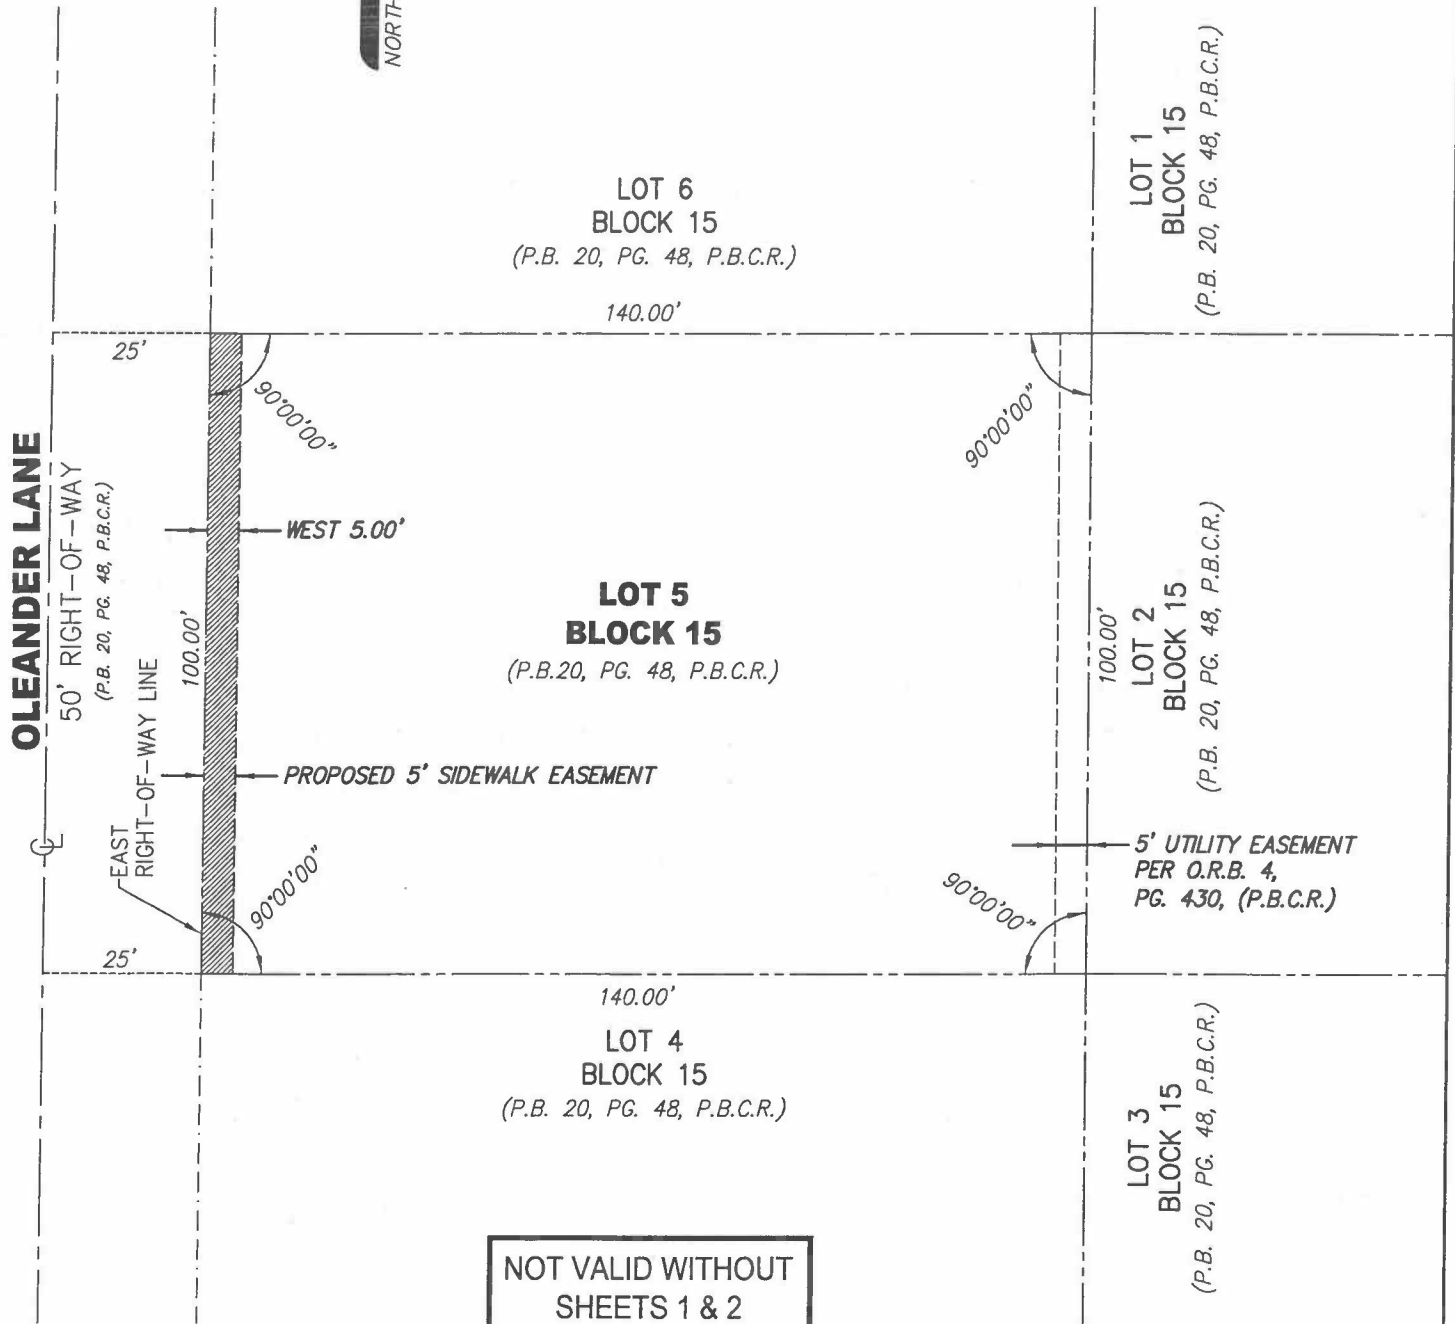 NORTH
LOT 6
BLOCK 15
(P.B. 20, PG. 48, P.B.C.R.)
LOT 1
BLOCK 15
(P.B. 20, PG. 48, P.B.C.R.)
140.00'
25'
90°00'00"
90°00'00"
OLEANDER LANE
50' RIGHT-OF-WAY
(P.B. 20, PG. 48, P.B.C.R.)
WEST 5.00'
100.00'
LOT 5
BLOCK 15
(P.B.20, PG. 48, P.B.C.R.)
100.00'
LOT 2
BLOCK 15
(P.B. 20, PG. 48, P.B.C.R.)
EAST
RIGHT-OF-WAY LINE
PROPOSED 5' SIDEWALK EASEMENT
CL
90°00'00"
90°00'00"
5' UTILITY EASEMENT
PER O.R.B. 4,
PG. 430, (P.B.C.R.)
25'
140.00'
LOT 4
BLOCK 15
(P.B. 20, PG. 48, P.B.C.R.)
LOT 3
BLOCK 15
(P.B. 20, PG. 48, P.B.C.R.)
NOT VALID WITHOUT
SHEETS 1 & 2